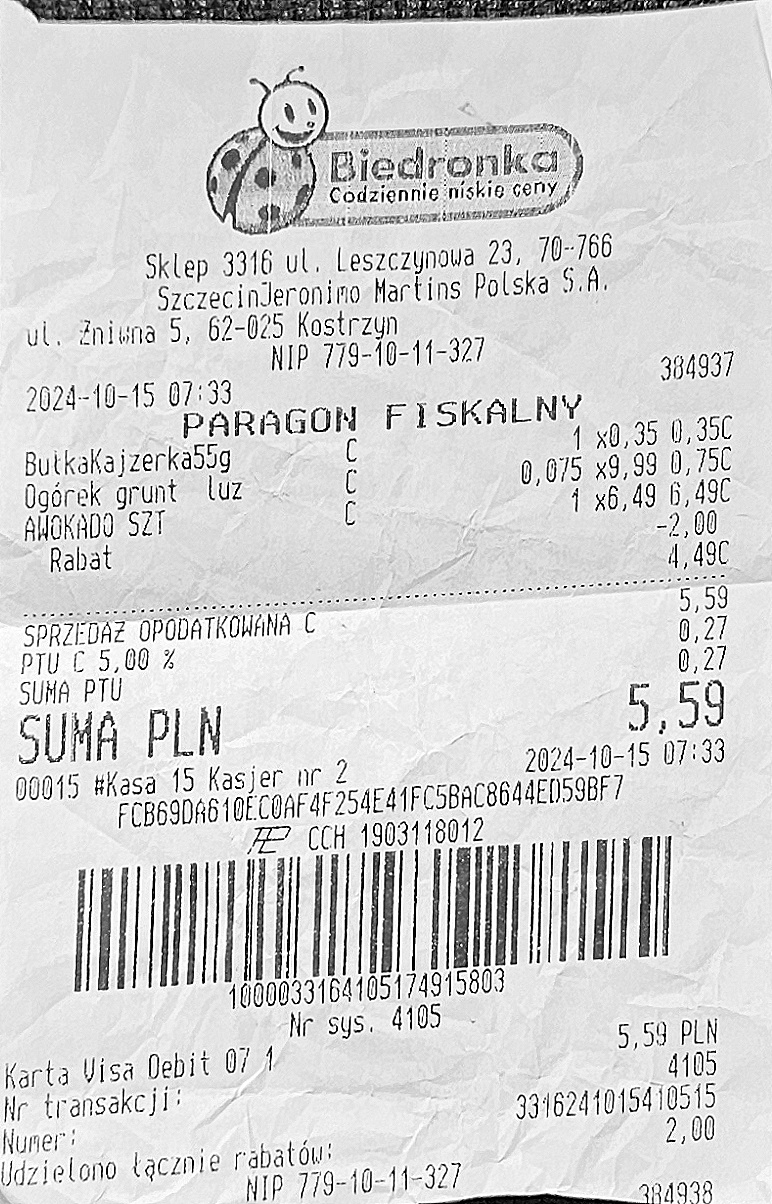 Biedronka
Codziennie niskie ceny
Sklep 3316 ul. Leszczynowa 23, 70-766
SzczecinJeronimo Martins Polska S.A.
ul. Żniwna 5, 62-025 Kostrzyn
NIP 779-10-11-327
2024-10-15 07:33 384937
PARAGON FISKALNY
BułkaKajzerka55g C 1 x0,35 0,35C
Ogórek grunt luz C 0,075 x9,99 0,75C
AWOKADO SZT C 1 x6,49 6,49C
Rabat -2,00
4,49C
SPRZEDAŻ OPODATKOWANA C 5,59
PTU C 5,00 % 0,27
SUMA PTU 0,27
SUMA PLN 5,59
00015 #Kasa 15 Kasjer nr 2 2024-10-15 07:33
FCB69DA610EC0AF4F254E41FC5BAC8644ED59BF7
CCH 1903118012
1000033164105174915803
Nr sys. 4105
Karta Visa Debit 07 1 5,59 PLN
Nr transakcji: 4105
Numer: 3316241015410515
Udzielono łącznie rabatów: 2,00
NIP 779-10-11-327
384938